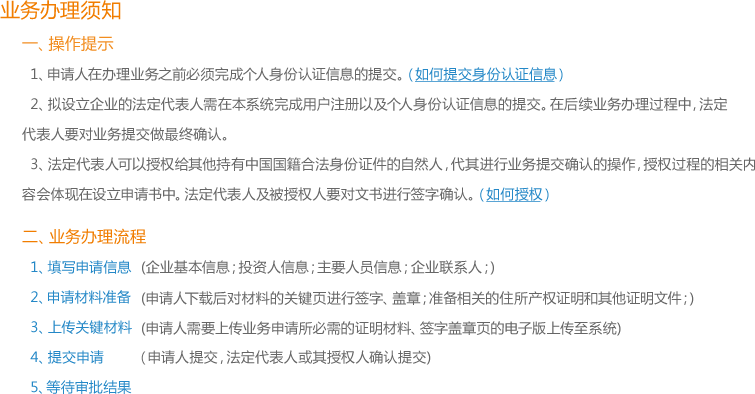 业务办理须知
一、操作提示
1、申请人在办理业务之前必须完成个人身份认证信息的提交。（如何提交身份认证信息）
2、拟设立企业的法定代表人需在本系统完成用户注册以及个人身份认证信息的提交。在后续业务办理过程中，法定
代表人要对业务提交做最终确认。
3、法定代表人可以授权给其他持有中国国籍合法身份证件的自然人，代其进行业务提交确认的操作，授权过程的相关内
容会体现在设立申请书中。法定代表人及被授权人要对文书进行签字确认。（如何授权）
二、业务办理流程
1、填写申请信息 (企业基本信息；投资人信息；主要人员信息；企业联系人；)
2、申请材料准备 (申请人下载后对材料的关键页进行签字、盖章；准备相关的住所产权证明和其他证明文件；)
3、上传关键材料 (申请人需要上传业务申请所必需的证明材料、签字盖章页的电子版上传至系统)
4、提交申请 （申请人提交，法定代表人或其授权人确认提交)
5、等待审批结果